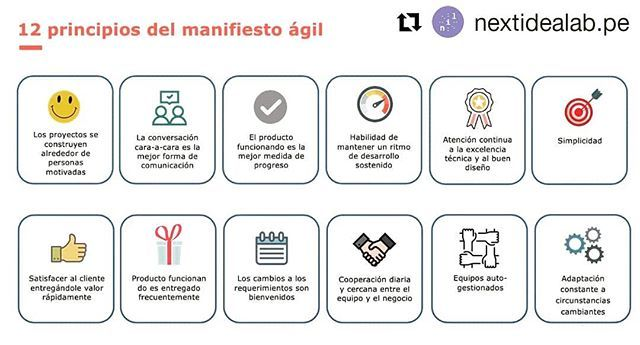 12 principios del manifiesto ágil
nextidealab.pe
Los proyectos se
construyen
alrededor de
personas
motivadas
La conversación
cara-a-cara es la
mejor forma de
comunicación
El producto
funcionando es la
mejor medida de
progreso
Habilidad de
mantener un ritmo
de desarrollo
sostenido
Atención continua
a la excelencia
técnica y al buen
diseño
Simplicidad
Satisfacer al cliente
entregándole valor
rápidamente
Producto funcionan
do es entregado
frecuentemente
Los cambios a los
requerimientos son
bienvenidos
Cooperación diaria
y cercana entre el
equipo y el negocio
Equipos auto-
gestionados
Adaptación
constante a
circunstancias
cambiantes